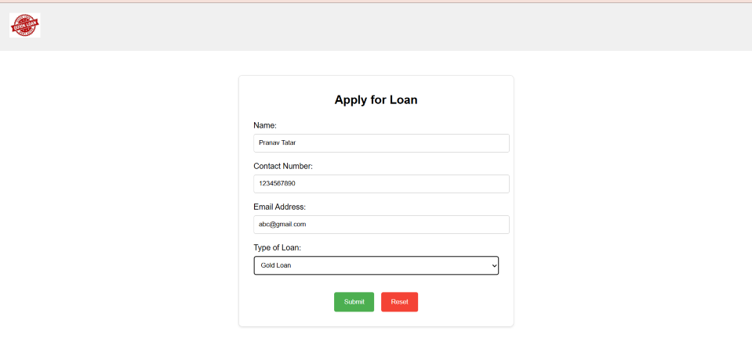 Apply for Loan
Name:
Pranav Tatar
Contact Number:
1234567890
Email Address:
abc@gmail.com
Type of Loan:
Gold Loan
Submit Reset